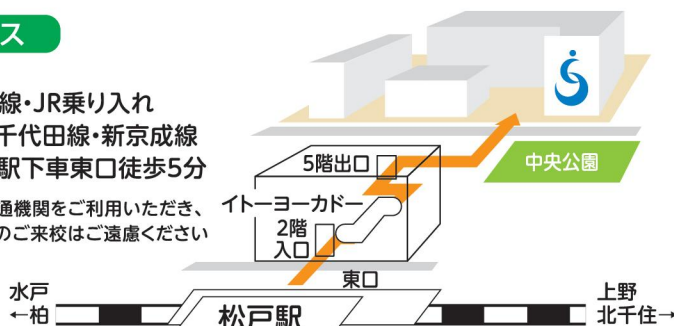 ス
線・JR乗り入れ
千代田線・新京成線
駅下車東口徒歩5分
通機関をご利用いただき、
のご来校はご遠慮ください
5階出口
中央公園
イトーヨーカドー
2階
入口
東口
水戸
←柏
松戸駅
上野
北千住→